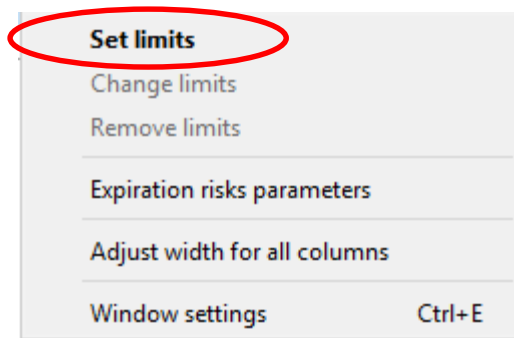 Set limits
Change limits
Remove limits
Expiration risks parameters
Adjust width for all columns
Window settings Ctrl+E